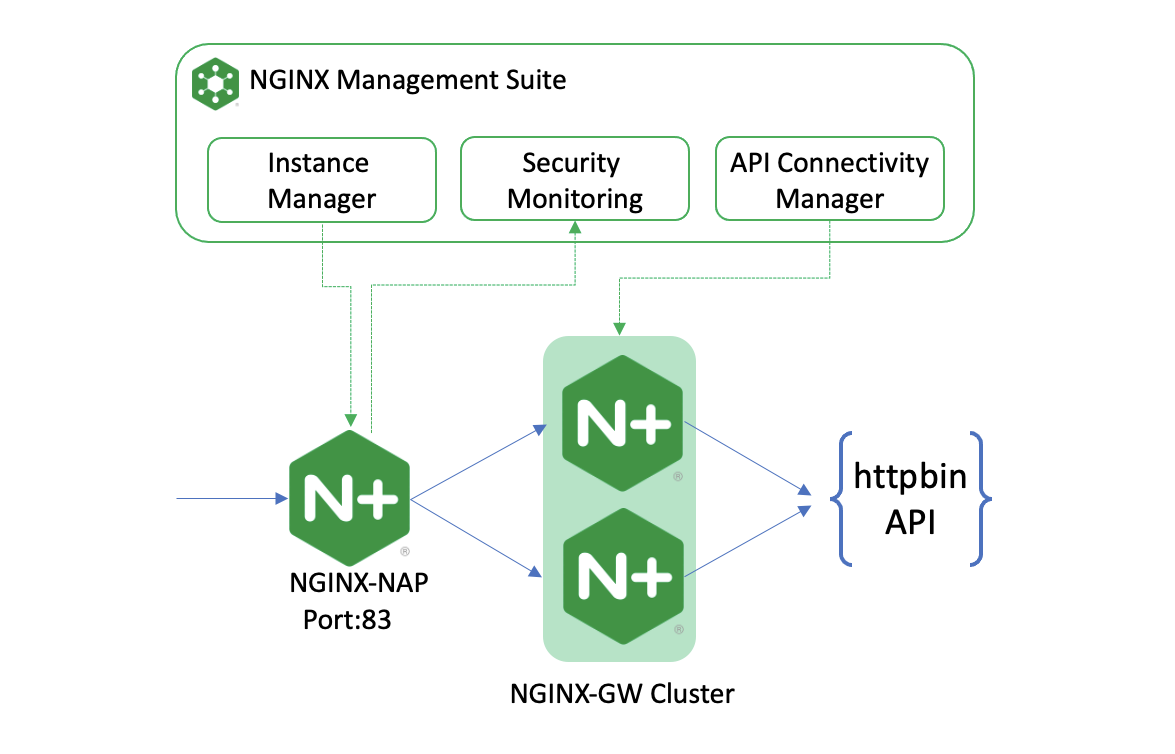 NGINX Management Suite
Instance
Manager
Security
Monitoring
API Connectivity
Manager
N+
®
N+
®
N+
®
NGINX-NAP
Port:83
httpbin
API
NGINX-GW Cluster